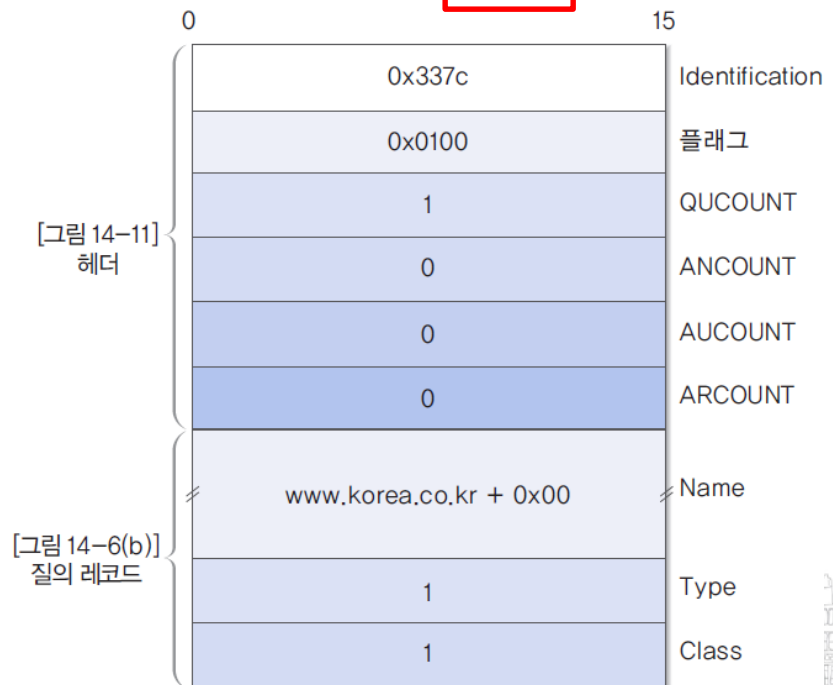 0 15
0x337c Identification
0x0100 플래그
1 QUCOUNT
[그림 14-11]
헤더
0 ANCOUNT
0 AUCOUNT
0 ARCOUNT
www.korea.co.kr + 0x00 Name
[그림 14-6(b)]
질의 레코드
1 Type
1 Class